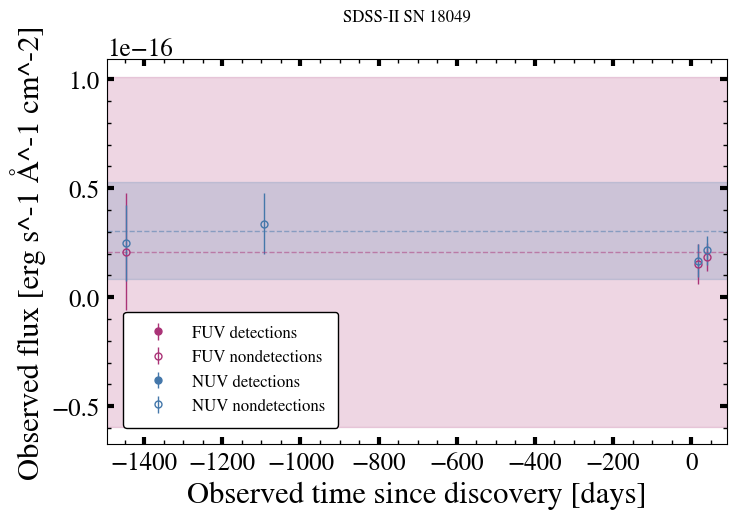 SDSS-II SN 18049
1e−16
Observed flux [erg s^-1 Å^-1 cm^-2]
1.0
0.5
0.0
−0.5
FUV detections
FUV nondetections
NUV detections
NUV nondetections
−1400 −1200 −1000 −800 −600 −400 −200 0
Observed time since discovery [days]